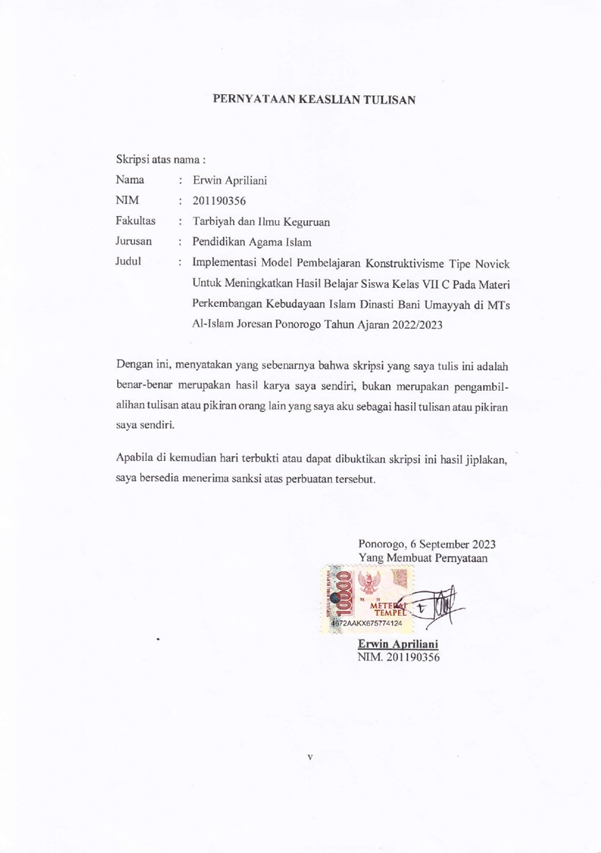 PERNYATAAN KEASLIAN TULISAN
Skripsi atas nama :
Nama : Erwin Apriliani
NIM : 201190356
Fakultas : Tarbiyah dan Ilmu Keguruan
Jurusan : Pendidikan Agama Islam
Judul : Implementasi Model Pembelajaran Konstruktivisme Tipe Novick
Untuk Meningkatkan Hasil Belajar Siswa Kelas VII C Pada Materi
Perkembangan Kebudayaan Islam Dinasti Bani Umayyah di MTs
Al-Islam Joresan Ponorogo Tahun Ajaran 2022/2023
Dengan ini, menyatakan yang sebenarnya bahwa skripsi yang saya tulis ini adalah
benar-benar merupakan hasil karya saya sendiri, bukan merupakan pengambil-
alihan tulisan atau pikiran orang lain yang saya aku sebagai hasil tulisan atau pikiran
saya sendiri.
Apabila di kemudian hari terbukti atau dapat dibuktikan skripsi ini hasil jiplakan,
saya bersedia menerima sanksi atas perbuatan tersebut.
Ponorogo, 6 September 2023
Yang Membuat Pernyataan
10000
METERAI
TEMPEL
4672AAKX675774124
Erwin Apriliani
NIM. 201190356
v